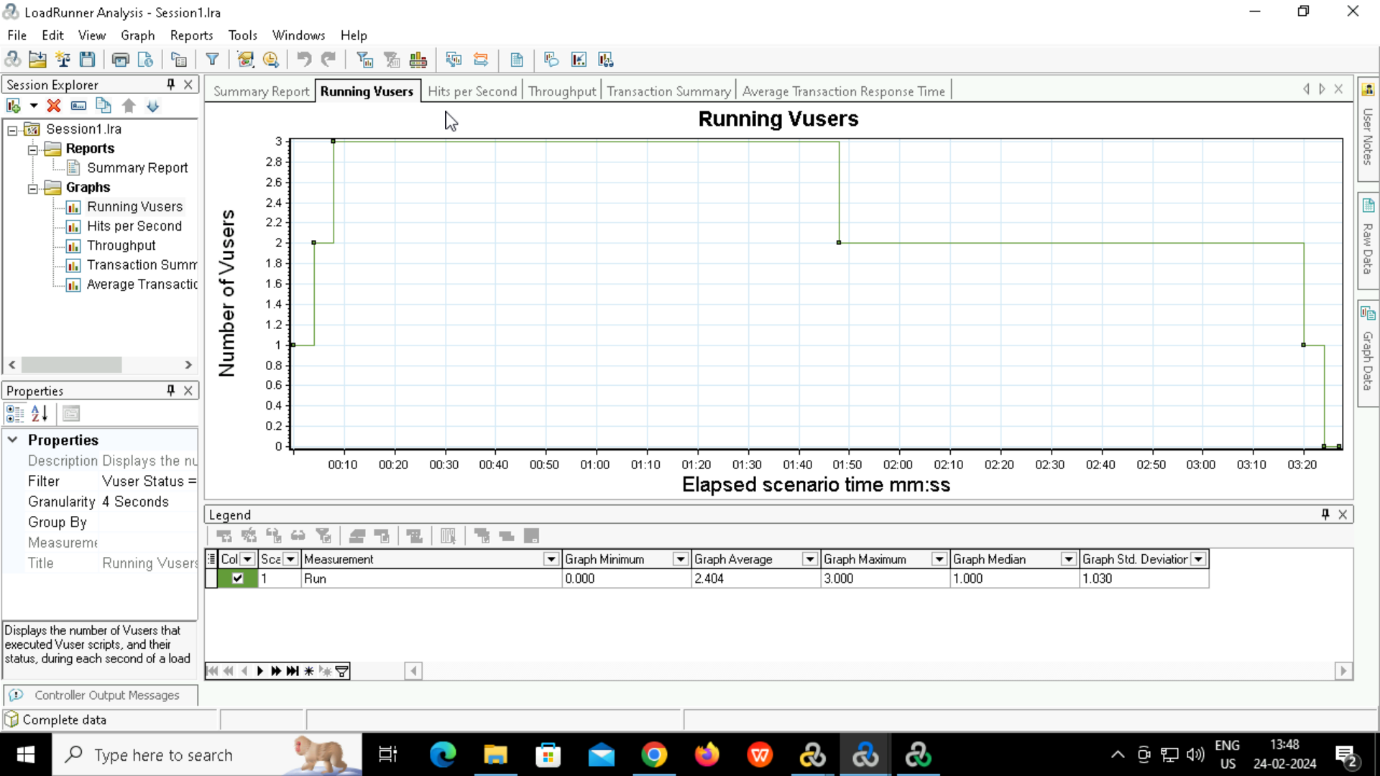 LoadRunner Analysis - Session1.lra
File Edit View Graph Reports Tools Windows Help
Session Explorer
Session1.lra
Reports
Summary Report
Graphs
Running Vusers
Hits per Second
Throughput
Transaction Summ
Average Transactic
Properties
Properties
Description Displays the nu
Filter Vuser Status =
Granularity 4 Seconds
Group By
Measureme
Title Running Vusers
Displays the number of Vusers that
executed Vuser scripts, and their
status, during each second of a load
Controller Output Messages
Complete data
Summary Report Running Vusers Hits per Second Throughput Transaction Summary Average Transaction Response Time
Running Vusers
Number of Vusers
3
2.8
2.6
2.4
2.2
2
1.8
1.6
1.4
1.2
1
0.8
0.6
0.4
0.2
0
00:10 00:20 00:30 00:40 00:50 01:00 01:10 01:20 01:30 01:40 01:50 02:00 02:10 02:20 02:30 02:40 02:50 03:00 03:10 03:20
Elapsed scenario time mm:ss
Legend
Col Sca Measurement Graph Minimum Graph Average Graph Maximum Graph Median Graph Std. Deviatior
1 Run 0.000 2.404 3.000 1.000 1.030
User Notes
Raw Data
Graph Data
Type here to search
ENG
US
13:48
24-02-2024
2